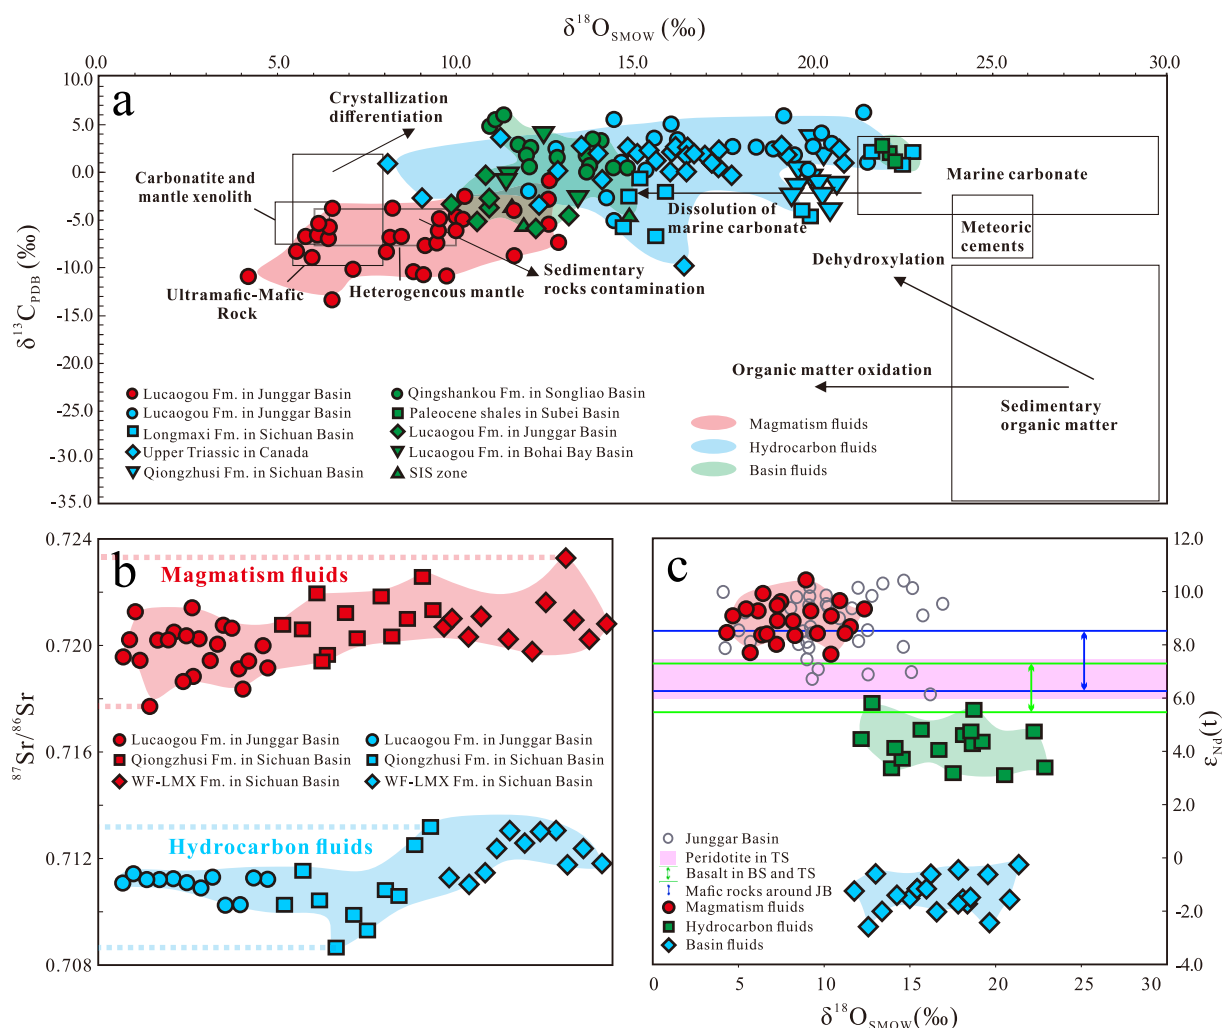 δ18OSMOW(‰)
0.0 5.0 10.0 15.0 20.0 25.0 30.0
a
δ13CPDB(‰)
10.0
5.0
0.0
-5.0
-10.0
-15.0
-20.0
-25.0
-30.0
-35.0
Crystallization
differentiation
Carbonatite and
mantle xenolith
Ultramafic-Mafic
Rock
Heterogencous mantle
Sedimentary
rocks contamination
Dissolution of
marine carbonate
Marine carbonate
Meteoric
cements
Dehydroxylation
Organic matter oxidation
Sedimentary
organic matter
Lucaogou Fm. in Junggar Basin
Lucaogou Fm. in Junggar Basin
Longmaxi Fm. in Sichuan Basin
Upper Triassic in Canada
Qiongzhusi Fm. in Sichuan Basin
Qingshankou Fm. in Songliao Basin
Paleocene shales in Subei Basin
Lucaogou Fm. in Junggar Basin
Lucaogou Fm. in Bohai Bay Basin
SIS zone
Magmatism fluids
Hydrocarbon fluids
Basin fluids
b
87Sr/86Sr
0.724
0.720
0.716
0.712
0.708
Magmatism fluids
Lucaogou Fm. in Junggar Basin
Qiongzhusi Fm. in Sichuan Basin
WF-LMX Fm. in Sichuan Basin
Lucaogou Fm. in Junggar Basin
Qiongzhusi Fm. in Sichuan Basin
WF-LMX Fm. in Sichuan Basin
Hydrocarbon fluids
c
εNd(t)
12.0
10.0
8.0
6.0
4.0
2.0
0
-2.0
-4.0
Junggar Basin
Peridotite in TS
Basalt in BS and TS
Mafic rocks around JB
Magmatism fluids
Hydrocarbon fluids
Basin fluids
0 5 10 15 20 25 30
δ18OSMOW(‰)